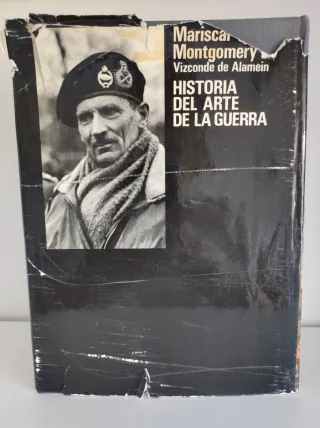 Mariscal
Montgomery
Vizconde de Alamein
HISTORIA
DEL ARTE
DE LA GUERRA